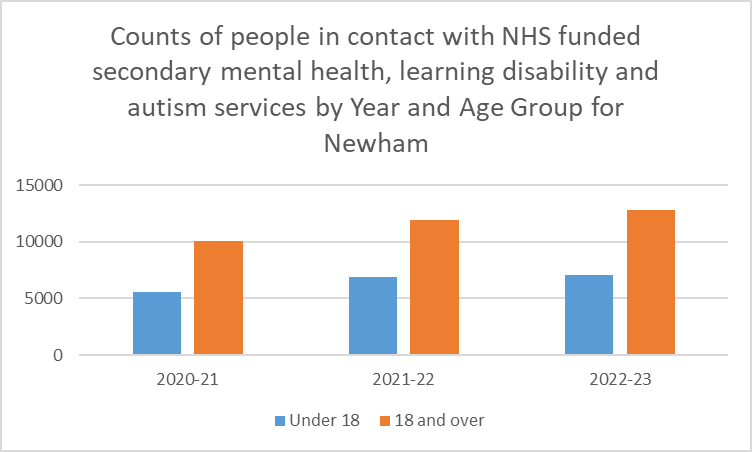 Counts of people in contact with NHS funded
secondary mental health, learning disability and
autism services by Year and Age Group for
Newham
15000
10000
5000
0
2020-21 2021-22 2022-23
Under 18 18 and over